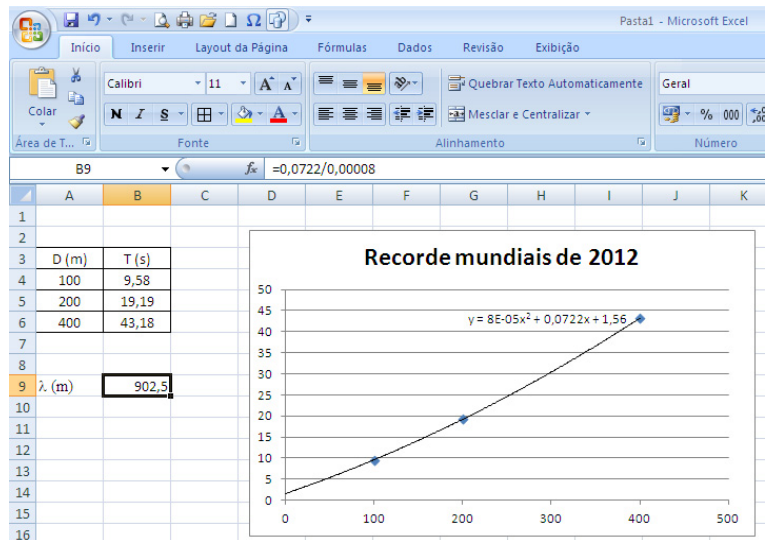 Pasta1 - Microsoft Excel
Início Inserir Layout da Página Fórmulas Dados Revisão Exibição
Colar
Calibri 11 A A
Quebrar Texto Automaticamente
Geral
N I S A
Mesclar e Centralizar
% 000
Área de T... Fonte Alinhamento Número
B9 fx =0,0722/0,00008
A B C D E F G H I J K
1
2
3 D (m) T (s)
4 100 9,58
5 200 19,19
6 400 43,18
7
8
9 λ (m) 902,5
10
11
12
13
14
15
16
Recorde mundiais de 2012
50
45
40
35
30
25
20
15
10
5
0
y = 8E-05x² + 0,0722x + 1,56
0 100 200 300 400 500